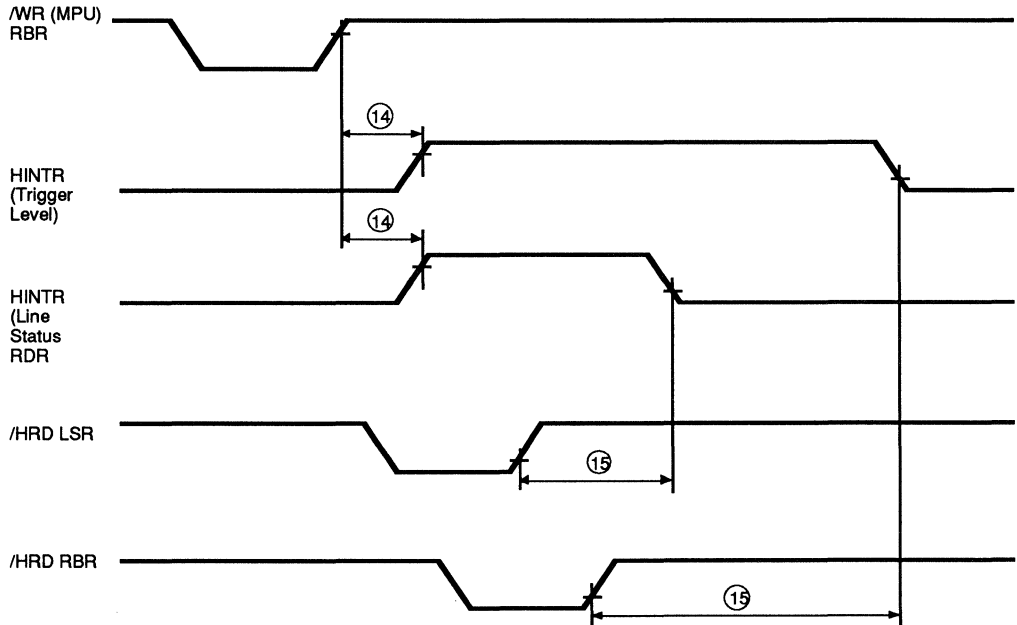 /WR (MPU)
RBR
14
HINTR
(Trigger
Level)
14
HINTR
(Line
Status
RDR
/HRD LSR
15
/HRD RBR
15